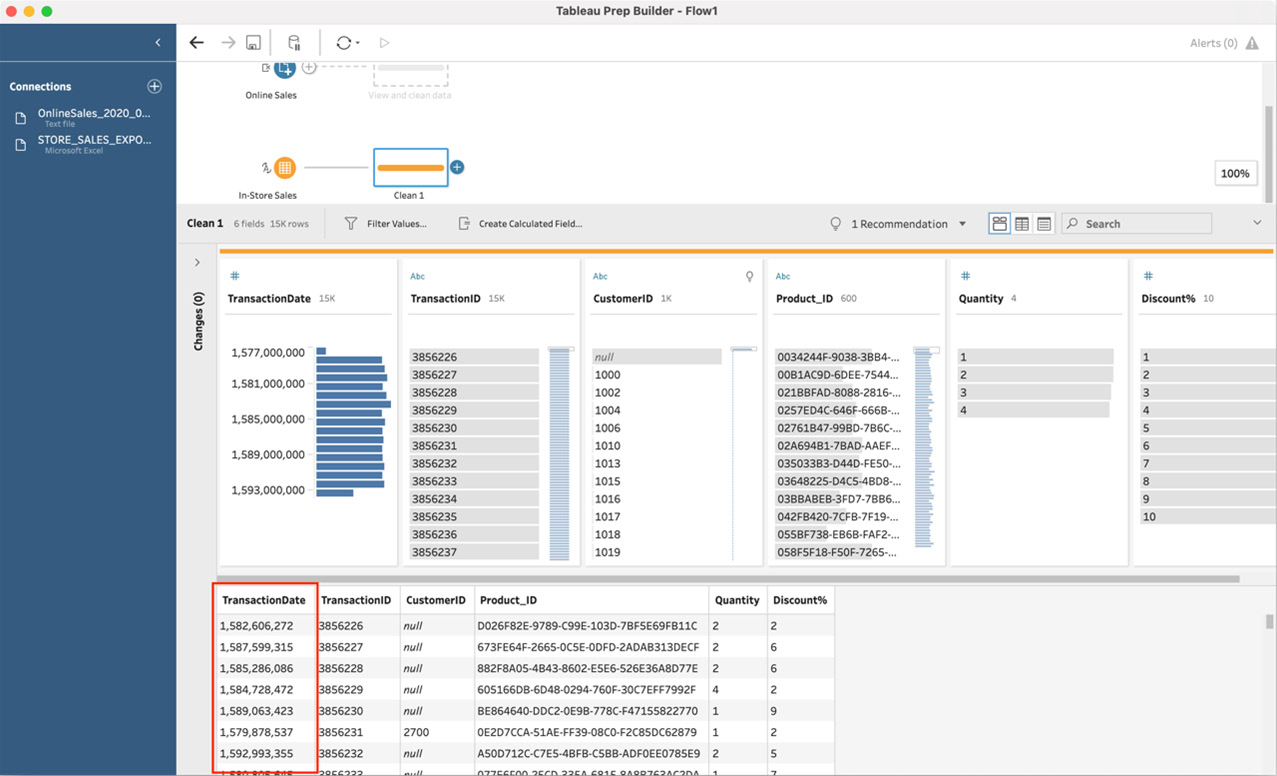 Tableau Prep Builder - Flow1
Alerts (0)
Connections
OnlineSales_2020_0...
Text file
STORE_SALES_EXPO...
Microsoft Excel
Online Sales
View and clean data
In-Store Sales
Clean 1
100%
Clean 1 6 fields 15K rows
Filter Values...
Create Calculated Field...
1 Recommendation
Search
Changes (0)
#
TransactionDate 15K
1,577,000,000
1,581,000,000
1,585,000,000
1,589,000,000
1,593,000,000
Abc
TransactionID 15K
3856226
3856227
3856228
3856229
3856230
3856231
3856232
3856233
3856234
3856235
3856236
3856237
Abc
CustomerID 1K
null
1000
1002
1004
1006
1010
1013
1015
1016
1017
1018
1019
Abc
Product_ID 600
0034244F-9038-3BB4-...
00B1AC9D-6DEE-7544...
021BBF8D-0D88-2816-...
0257ED4C-646F-666B-...
02761B47-99BD-7B6C-...
02A694B1-7BAD-AAEF...
035033B3-D44D-FE50-...
03648225-D4C5-4BD8-...
03BBABEB-3FD7-7BB6...
055BF738-EB6B-FAF2-...
058F5F18-F50F-7265-...
#
Quantity 4
1
2
3
4
#
Discount% 10
1
2
3
4
5
6
7
8
9
10
TransactionDate TransactionID CustomerID Product_ID Quantity Discount%
1,582,606,272 3856226 null D026F82E-9789-C99E-103D-7BF5E69FB11C 2 2
1,587,599,315 3856227 null 673FE64F-2665-0C5E-0DFD-2ADAB313DECF 2 6
1,585,286,086 3856228 null 882F8A05-4B43-8602-E5E6-526E36A8D77E 2 6
1,584,728,472 3856229 null 605166DB-6D48-0294-760F-30C7EFF7992F 4 2
1,589,063,423 3856230 null BE864640-DDC2-0E9B-778C-F47155822770 1 9
1,579,878,537 3856231 2700 0E2D7CCA-51AE-FF39-08C0-F2C85DC62879 1 2
1,592,993,355 3856232 null A50D712C-C7E5-4BFB-C5BB-ADF0EE0785E9 2 5